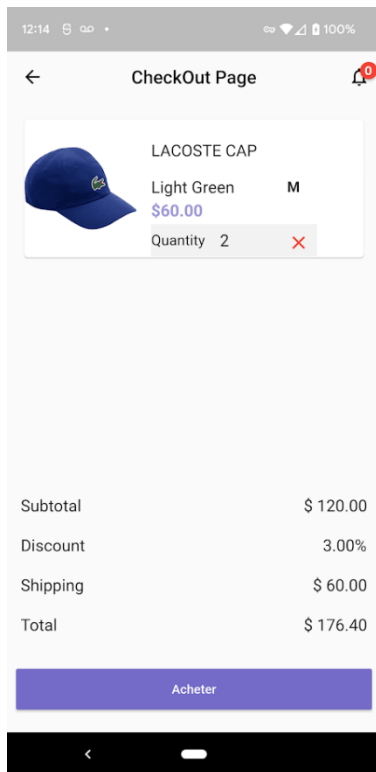 12:14 100%
CheckOut Page 0
LACOSTE CAP
Light Green M
$60.00
Quantity 2
Subtotal $ 120.00
Discount 3.00%
Shipping $ 60.00
Total $ 176.40
Acheter